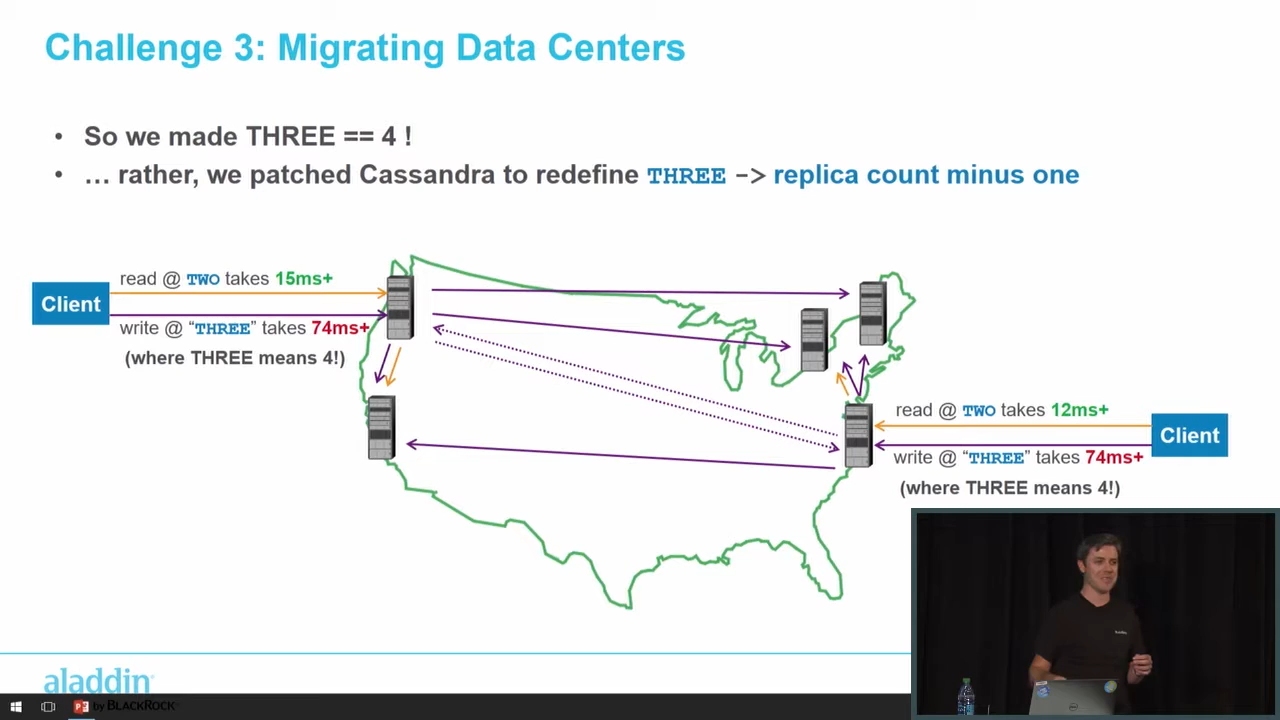 Challenge 3: Migrating Data Centers
• So we made THREE == 4 !
• … rather, we patched Cassandra to redefine THREE -> replica count minus one
read @ TWO takes 15ms+
Client
write @ “THREE” takes 74ms+
(where THREE means 4!)
read @ TWO takes 12ms+
Client
write @ “THREE” takes 74ms+
(where THREE means 4!)
aladdin
by BLACKROCK